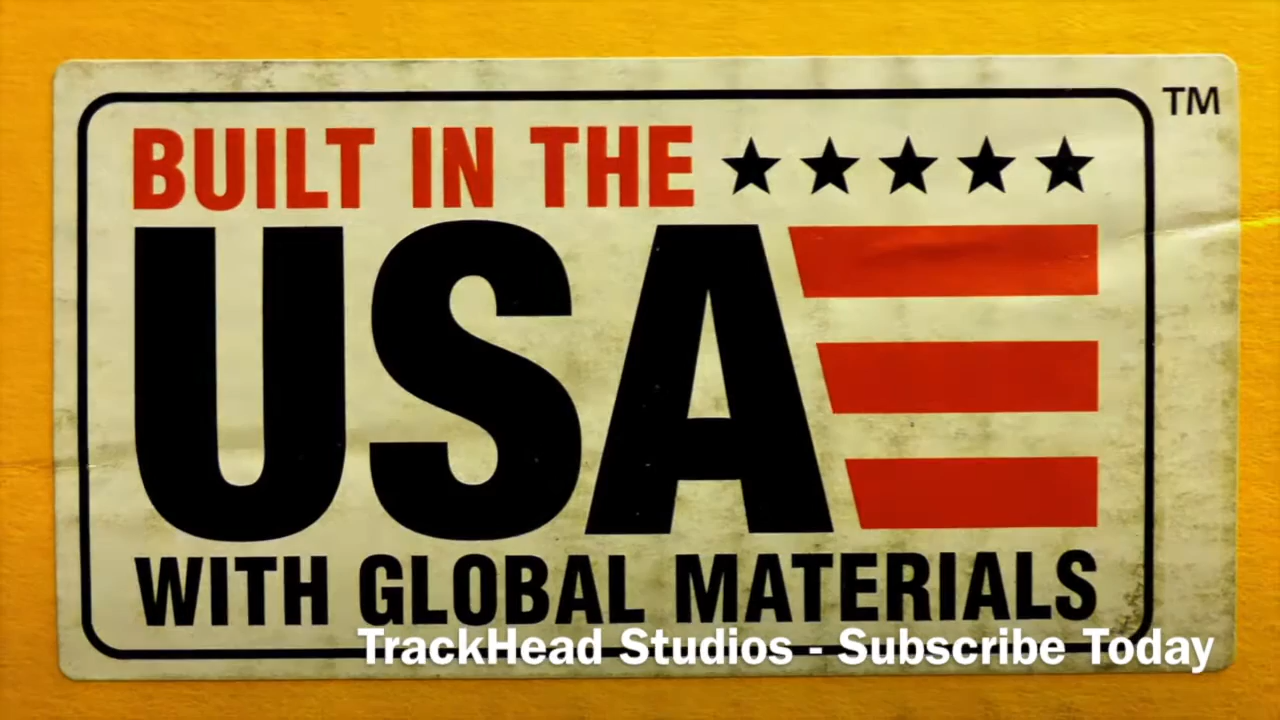 BUILT IN THE
TM
USA
WITH GLOBAL MATERIALS
TrackHead Studios - Subscribe Today